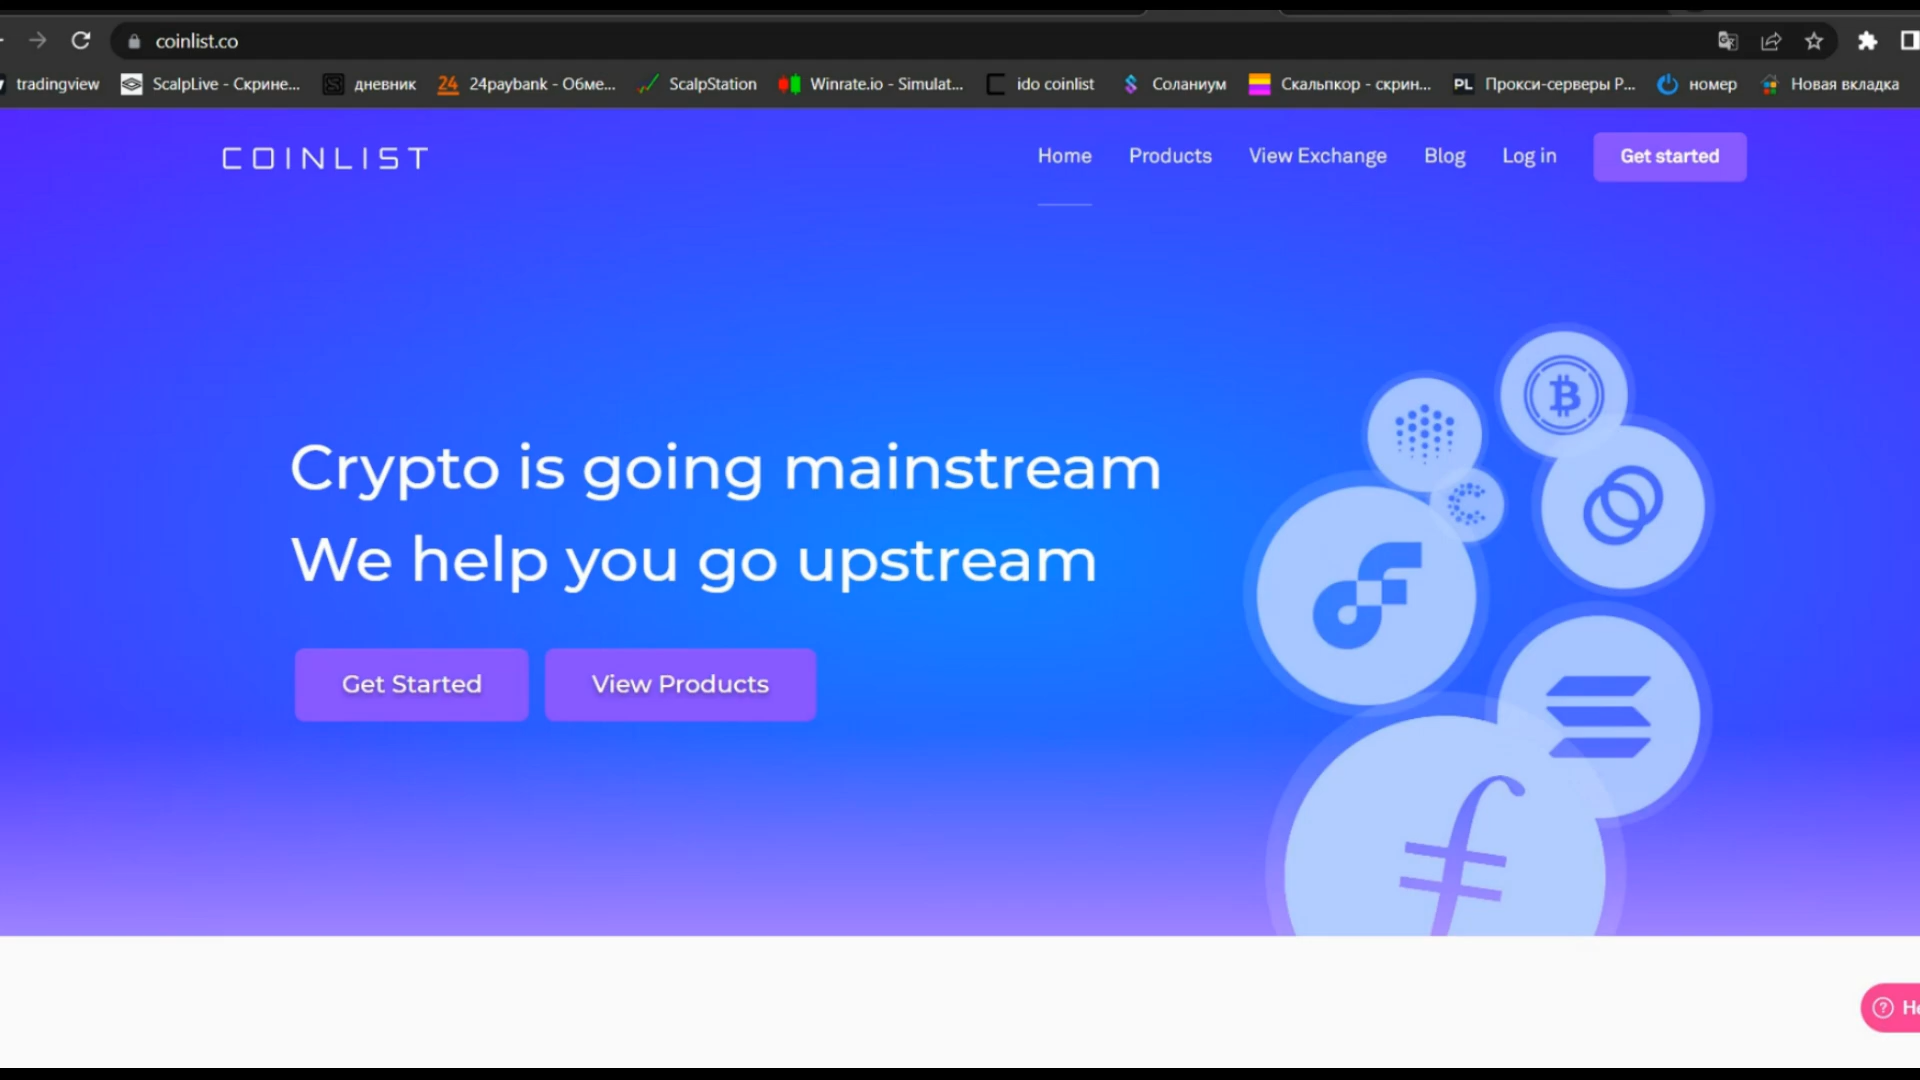 coinlist.co
tradingview ScalpLive - Скрине... дневник 24 24paybank - Обме... ScalpStation Winrate.io - Simulat... ido coinlist Соланиум Скальпкор - скрин... PL Прокси-серверы P... номер Новая вкладка
COINLIST Home Products View Exchange Blog Log in Get started
Crypto is going mainstream
We help you go upstream
Get Started View Products